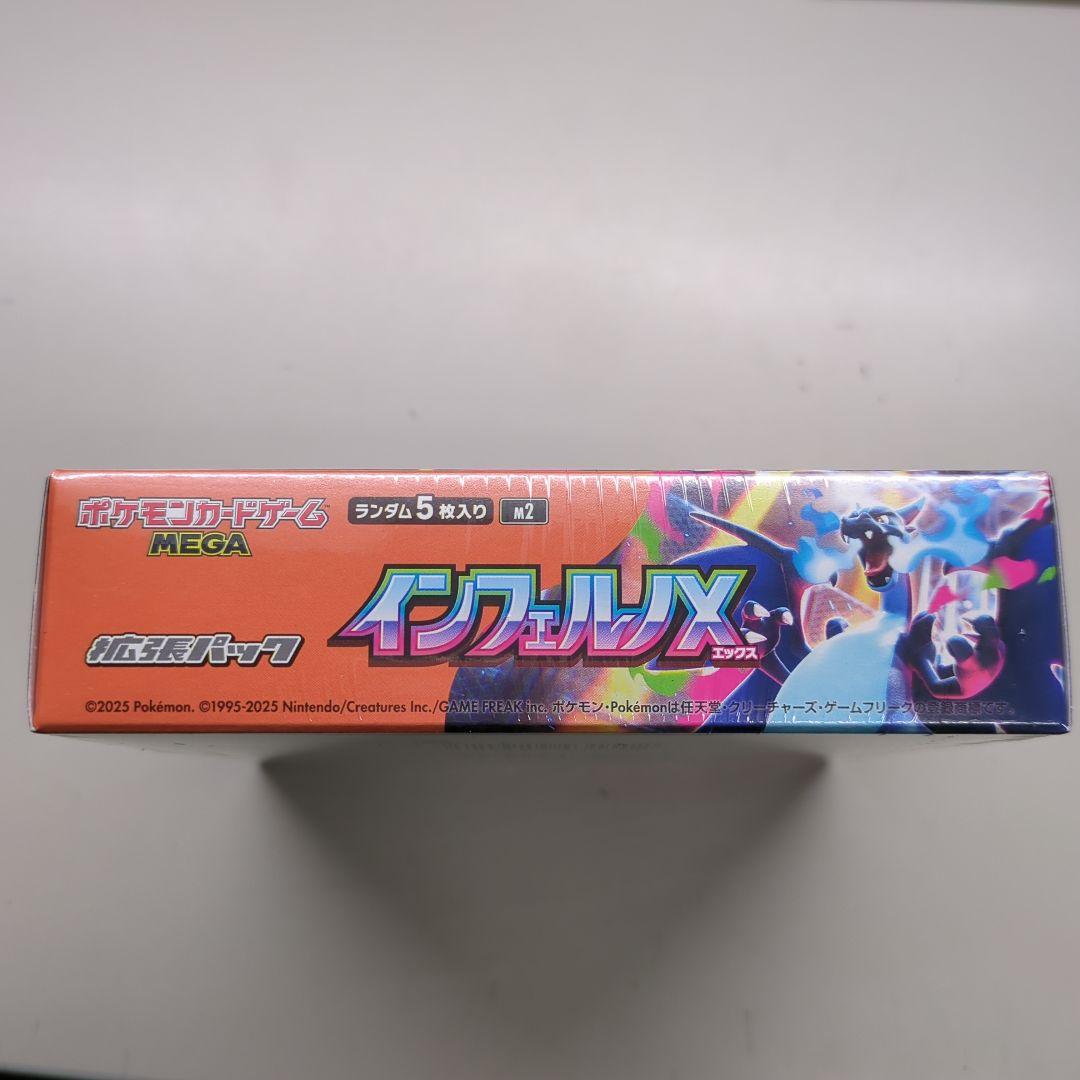 ポケモンカードゲーム™
MEGA
ランダム5枚入り
M2
拡張パック
インフェルノX
エックス
©2025 Pokémon. ©1995-2025 Nintendo/Creatures Inc./GAME FREAK inc. ポケモン・Pokémonは任天堂・クリーチャーズ・ゲームフリークの登録商標です。